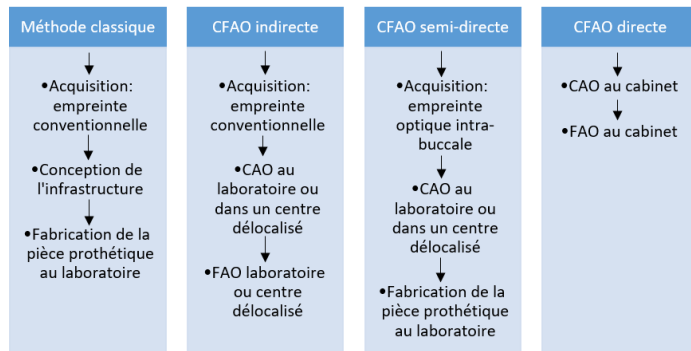 Méthode classique
•Acquisition:
empreinte
conventionnelle
•Conception de
l'infrastructure
•Fabrication de la
pièce prothétique
au laboratoire
CFAO indirecte
•Acquisition:
empreinte
conventionnelle
•CAO au
laboratoire ou
dans un centre
délocalisé
•FAO laboratoire
ou centre
délocalisé
CFAO semi-directe
•Acquisition:
empreinte
optique intra-
buccale
•CAO au
laboratoire ou
dans un centre
délocalisé
•Fabrication de la
pièce prothétique
au laboratoire
CFAO directe
•CAO au cabinet
•FAO au cabinet